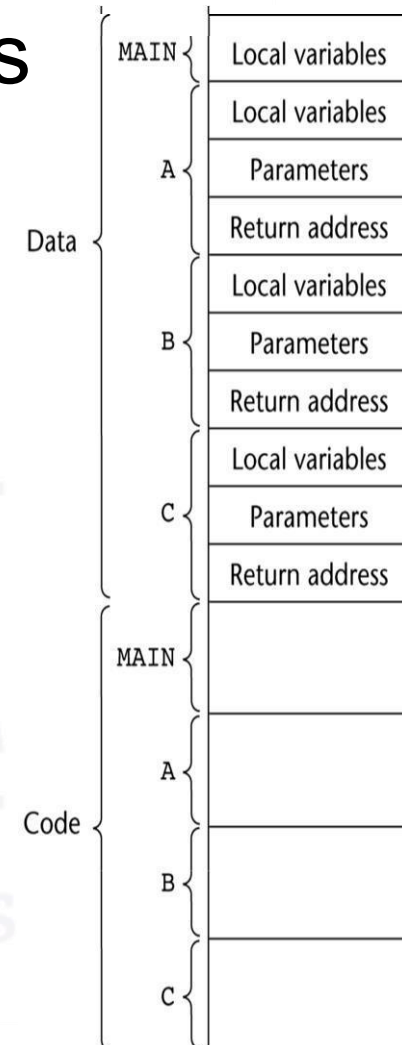 s
MAIN
Local variables
Local variables
A
Parameters
Return address
Data
Local variables
B
Parameters
Return address
Local variables
C
Parameters
Return address
MAIN
A
Code
B
C